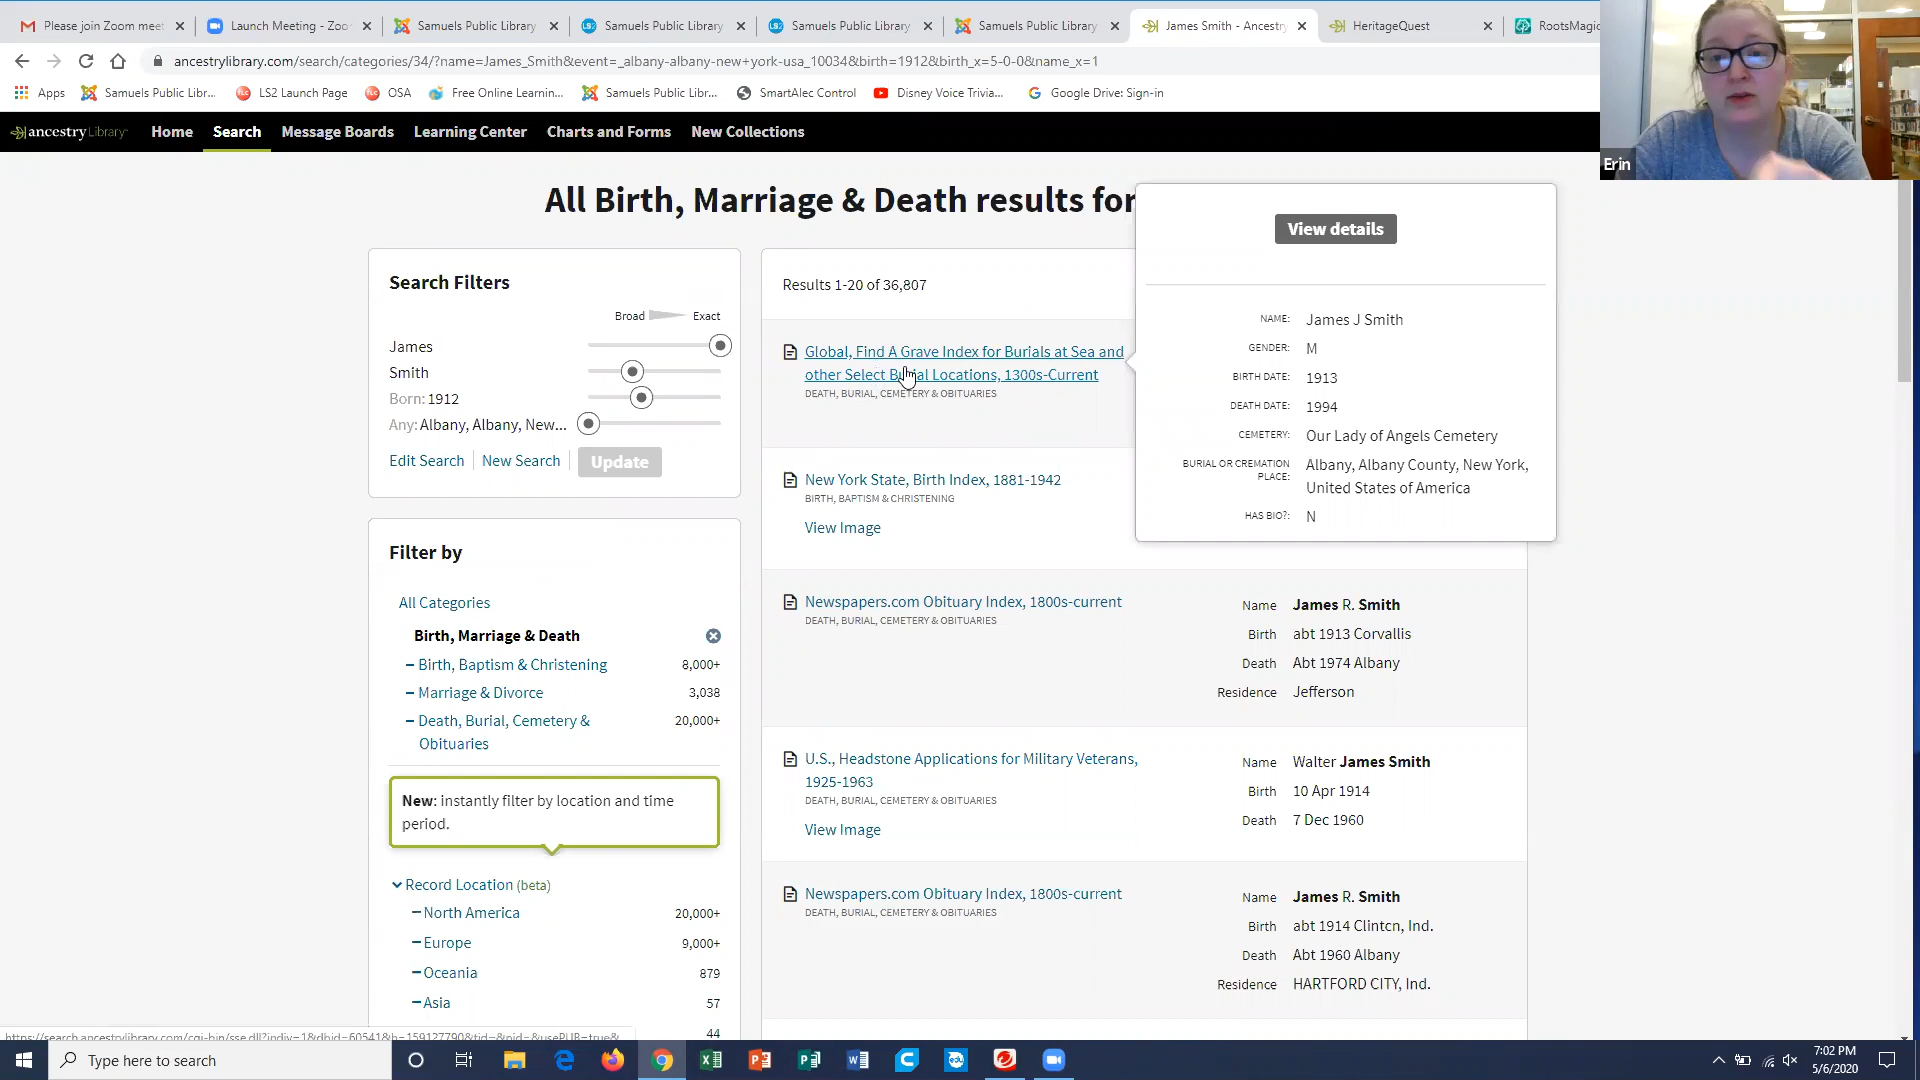 Please join Zoom meet
Launch Meeting - Zoo
Samuels Public Library
Samuels Public Library
Samuels Public Library
Samuels Public Library
James Smith - Ancestry
HeritageQuest
RootsMagic
ancestrylibrary.com/search/categories/34/?name=James_Smith&event=_albany-albany-new+york-usa_10034&birth=1912&birth_x=5-0-0&name_x=1
Apps
Samuels Public Libr...
LS2 Launch Page
OSA
Free Online Learnin...
Samuels Public Libr...
SmartAlec Control
Disney Voice Trivia...
Google Drive: Sign-in
ancestryLibrary
Home
Search
Message Boards
Learning Center
Charts and Forms
New Collections
Erin
All Birth, Marriage & Death results for
Search Filters
Broad
Exact
James
Smith
Born: 1912
Any: Albany, Albany, New...
Edit Search
New Search
Update
Filter by
All Categories
Birth, Marriage & Death
Birth, Baptism & Christening 8,000+
Marriage & Divorce 3,038
Death, Burial, Cemetery & 20,000+
Obituaries
New: instantly filter by location and time
period.
Record Location (beta)
North America 20,000+
Europe 9,000+
Oceania 879
Asia 57
44
Results 1-20 of 36,807
Global, Find A Grave Index for Burials at Sea and
other Select Burial Locations, 1300s-Current
DEATH, BURIAL, CEMETERY & OBITUARIES
New York State, Birth Index, 1881-1942
BIRTH, BAPTISM & CHRISTENING
View Image
View details
NAME: James J Smith
GENDER: M
BIRTH DATE: 1913
DEATH DATE: 1994
CEMETERY: Our Lady of Angels Cemetery
BURIAL OR CREMATION PLACE: Albany, Albany County, New York,
United States of America
HAS BIO?: N
Newspapers.com Obituary Index, 1800s-current
DEATH, BURIAL, CEMETERY & OBITUARIES
Name James R. Smith
Birth abt 1913 Corvallis
Death Abt 1974 Albany
Residence Jefferson
U.S., Headstone Applications for Military Veterans,
1925-1963
DEATH, BURIAL, CEMETERY & OBITUARIES
View Image
Name Walter James Smith
Birth 10 Apr 1914
Death 7 Dec 1960
Newspapers.com Obituary Index, 1800s-current
DEATH, BURIAL, CEMETERY & OBITUARIES
Name James R. Smith
Birth abt 1914 Clintcn, Ind.
Death Abt 1960 Albany
Residence HARTFORD CITY, Ind.
Type here to search
7:02 PM
5/6/2020